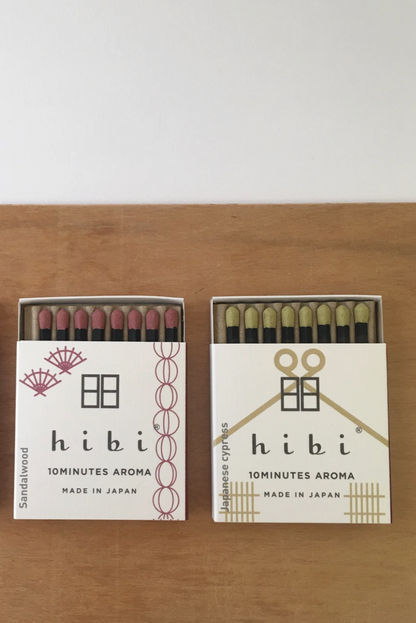 hibi®
10MINUTES AROMA
MADE IN JAPAN
Sandalwood
hibi®
10MINUTES AROMA
MADE IN JAPAN
Japanese cypress